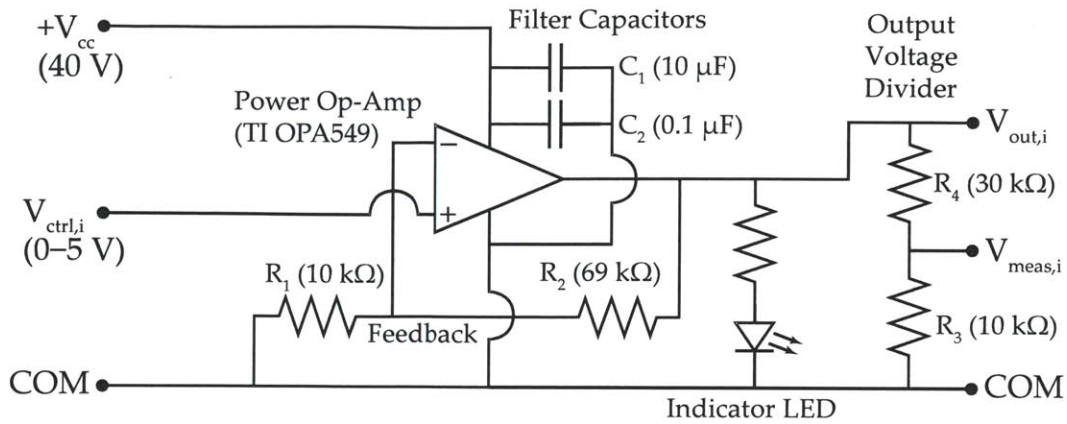 +Vcc
(40 V)
Filter Capacitors
C1 (10 µF)
C2 (0.1 µF)
Power Op-Amp
(TI OPA549)
−
+
Vctrl,i
(0–5 V)
R1 (10 kΩ)
R2 (69 kΩ)
Feedback
COM
Indicator LED
Output
Voltage
Divider
Vout,i
R4 (30 kΩ)
Vmeas,i
R3 (10 kΩ)
COM